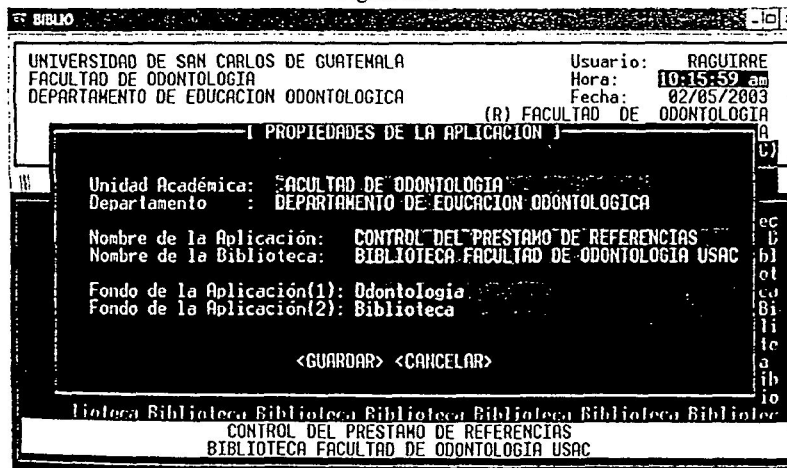 BIBLIO
UNIVERSIDAD DE SAN CARLOS DE GUATEMALA Usuario: RAGUIRRE
FACULTAD DE ODONTOLOGIA Hora: 10:15:59 am
DEPARTAMENTO DE EDUCACION ODONTOLOGICA Fecha: 02/05/2003
(R) FACULTAD DE ODONTOLOGIA
[ PROPIEDADES DE LA APLICACION ]
Unidad Académica: FACULTAD DE ODONTOLOGIA
Departamento : DEPARTAMENTO DE EDUCACION ODONTOLOGICA
Nombre de la Aplicación: CONTROL DEL PRESTAMO DE REFERENCIAS
Nombre de la Biblioteca: BIBLIOTECA FACULTAD DE ODONTOLOGIA USAC
Fondo de la Aplicación(1): Odontologia
Fondo de la Aplicación(2): Biblioteca
<GUARDAR> <CANCELAR>
lioteca Biblioteca Biblioteca Biblioteca Biblioteca Biblioteca Bibliotec
CONTROL DEL PRESTAMO DE REFERENCIAS
BIBLIOTECA FACULTAD DE ODONTOLOGIA USAC